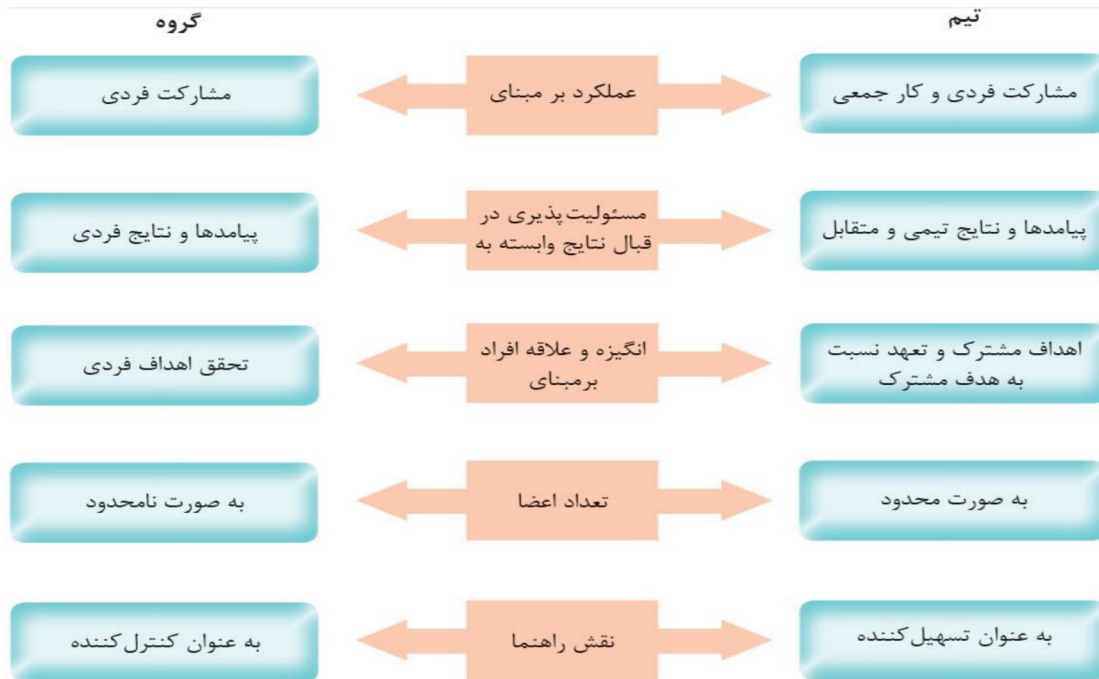 تیم
گروه
مشارکت فردی و کار جمعی
عملکرد بر مبنای
مشارکت فردی
پیامدها و نتایج تیمی و متقابل
مسئولیت‌پذیری در
قبال نتایج وابسته به
پیامدها و نتایج فردی
اهداف مشترک و تعهد نسبت
به هدف مشترک
انگیزه و علاقه افراد
برمبنای
تحقق اهداف فردی
به صورت محدود
تعداد اعضا
به صورت نامحدود
به عنوان تسهیل‌کننده
نقش راهنما
به عنوان کنترل‌کننده